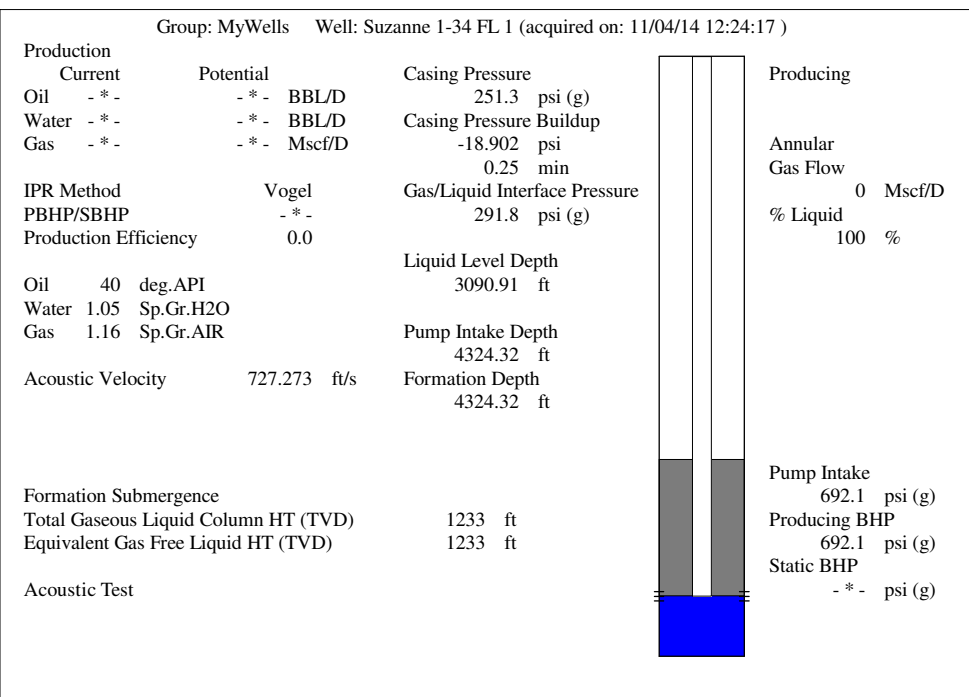 Group: MyWells Well: Suzanne 1-34 FL 1 (acquired on: 11/04/14 12:24:17 )
Production
Current Potential
Oil - * - - * - BBL/D
Water - * - - * - BBL/D
Gas - * - - * - Mscf/D
IPR Method Vogel
PBHP/SBHP - * -
Production Efficiency 0.0
Oil 40 deg.API
Water 1.05 Sp.Gr.H2O
Gas 1.16 Sp.Gr.AIR
Acoustic Velocity 727.273 ft/s
Formation Submergence
Total Gaseous Liquid Column HT (TVD) 1233 ft
Equivalent Gas Free Liquid HT (TVD) 1233 ft
Acoustic Test
Casing Pressure
251.3 psi (g)
Casing Pressure Buildup
-18.902 psi
0.25 min
Gas/Liquid Interface Pressure
291.8 psi (g)
Liquid Level Depth
3090.91 ft
Pump Intake Depth
4324.32 ft
Formation Depth
4324.32 ft
Producing
Annular
Gas Flow
0 Mscf/D
% Liquid
100 %
Pump Intake
692.1 psi (g)
Producing BHP
692.1 psi (g)
Static BHP
- * - psi (g)